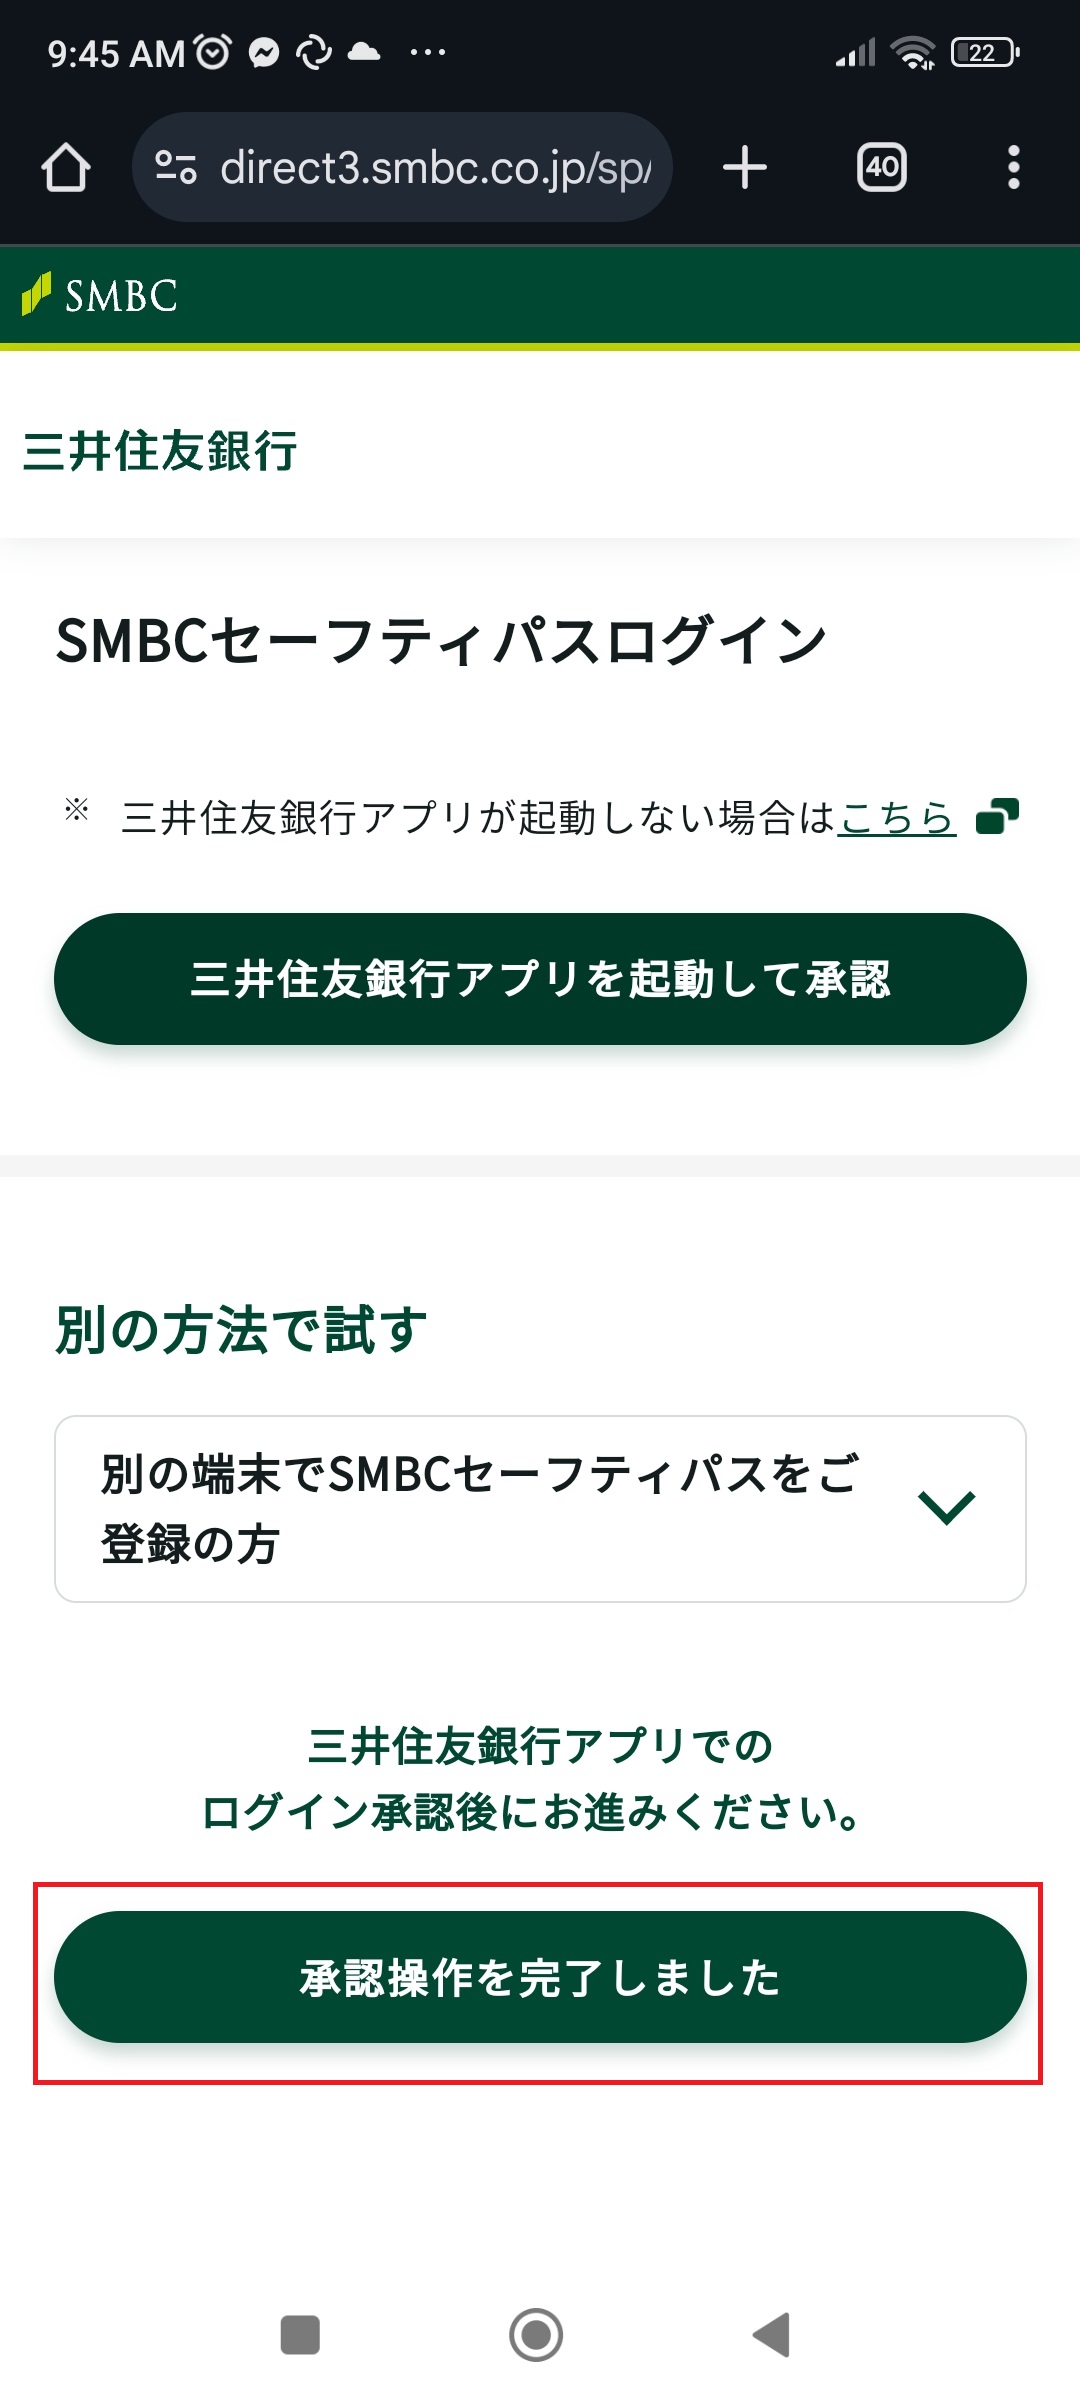 9:45 AM
22
direct3.smbc.co.jp/sp/
40
SMBC
三井住友銀行
SMBCセーフティパスログイン
※ 三井住友銀行アプリが起動しない場合はこちら
三井住友銀行アプリを起動して承認
別の方法で試す
別の端末でSMBCセーフティパスをご
登録の方
三井住友銀行アプリでの
ログイン承認後にお進みください。
承認操作を完了しました